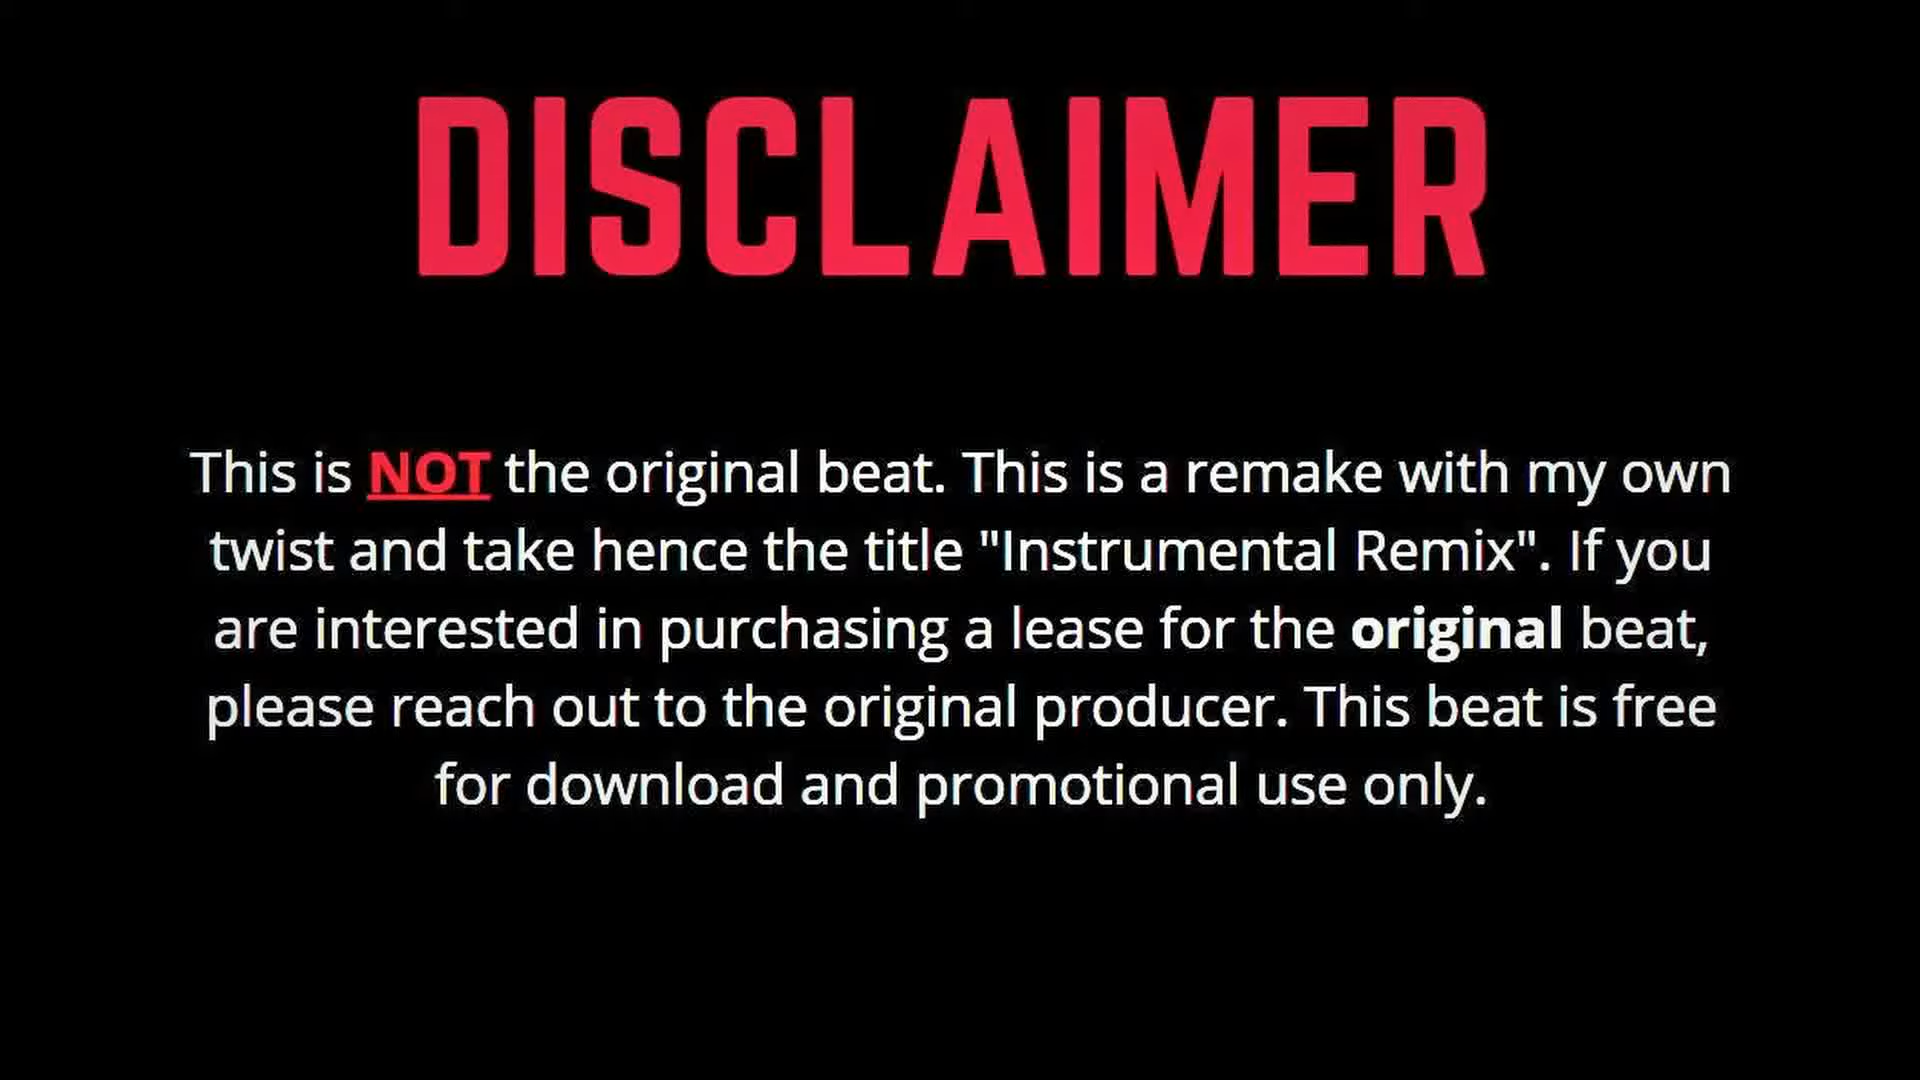 DISCLAIMER
This is NOT the original beat. This is a remake with my own
twist and take hence the title "Instrumental Remix". If you
are interested in purchasing a lease for the original beat,
please reach out to the original producer. This beat is free
for download and promotional use only.